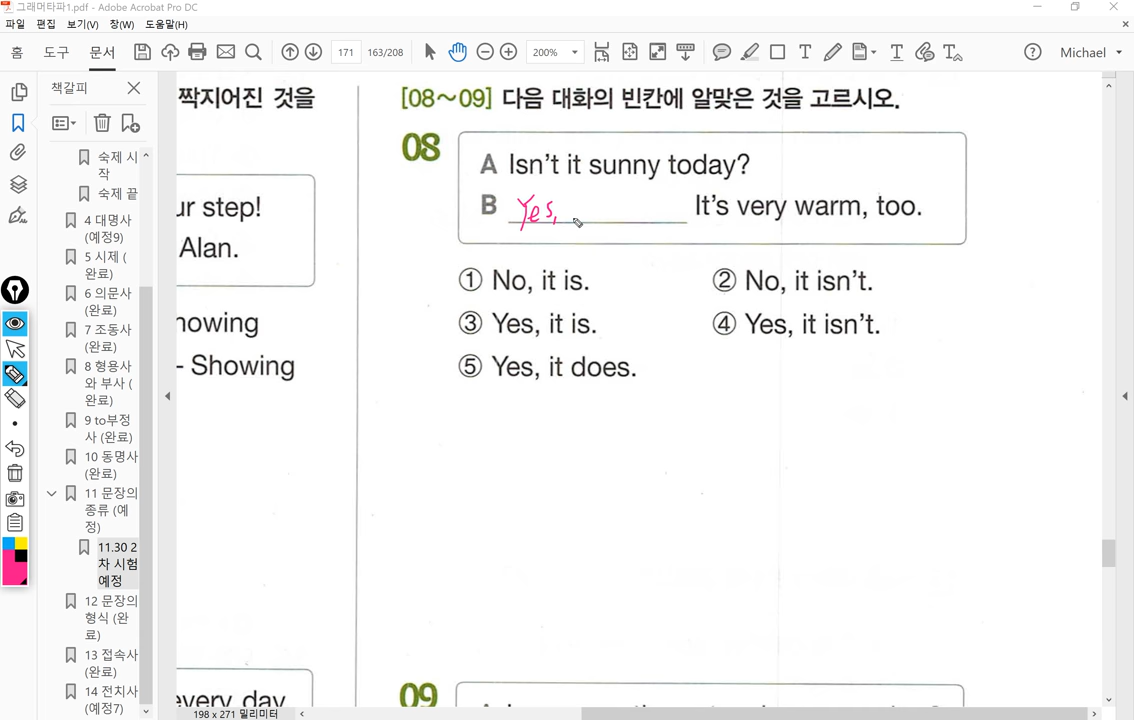 그래머타파1.pdf - Adobe Acrobat Pro DC
파일 편집 보기(V) 창(W) 도움말(H)
홈 도구 문서 171 163/208 200% Michael
책갈피
숙제 시
작
숙제 끝
4 대명사
(예정9)
5 시제 (
완료)
6 의문사
(완료)
7 조동사
(완료)
8 형용사
와 부사 (
완료)
9 to부정
사 (완료)
10 동명사
(완료)
11 문장의
종류 (예
정)
11.30 2
차 시험
예정
12 문장의
형식 (완
료)
13 접속사
(완료)
14 전치사
(예정7)
짝지어진 것을
ur step!
Alan.
howing
- Showing
every day
[08~09] 다음 대화의 빈칸에 알맞은 것을 고르시오.
08
A Isn't it sunny today?
B Yes, It's very warm, too.
① No, it is. ② No, it isn't.
③ Yes, it is. ④ Yes, it isn't.
⑤ Yes, it does.
09
198 x 271 밀리미터